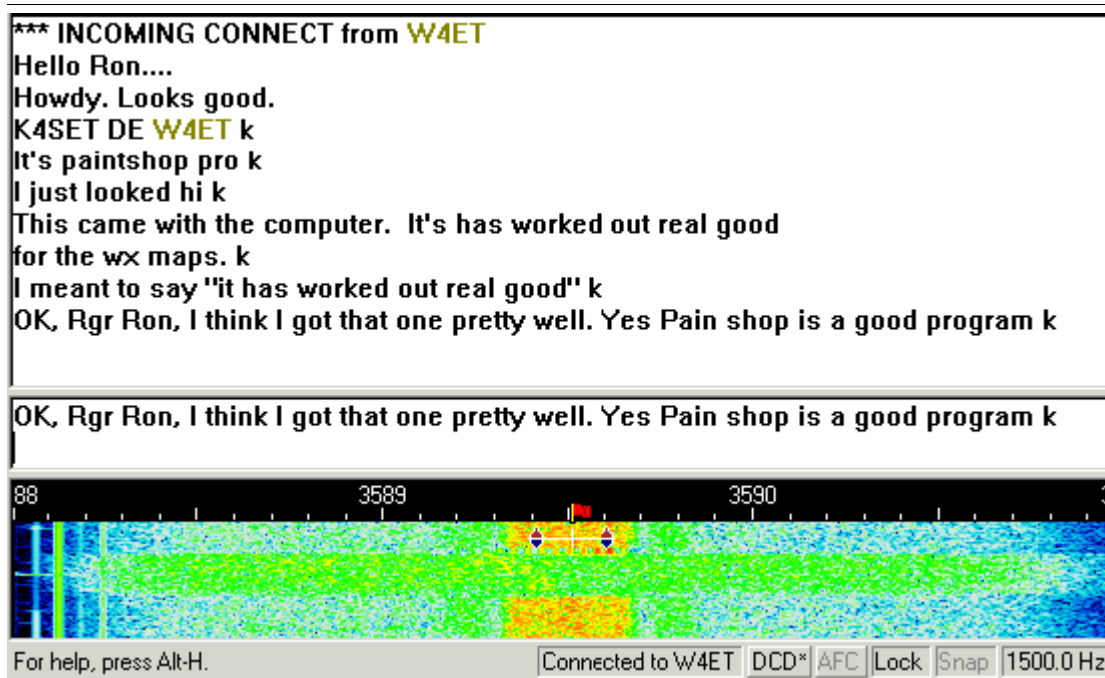 *** INCOMING CONNECT from W4ET
Hello Ron....
Howdy. Looks good.
K4SET DE W4ET k
It's paintshop pro k
I just looked hi k
This came with the computer.  It's has worked out real good
for the wx maps. k
I meant to say "it has worked out real good" k
OK, Rgr Ron, I think I got that one pretty well. Yes Pain shop is a good program k
OK, Rgr Ron, I think I got that one pretty well. Yes Pain shop is a good program k
88 3589 3590
For help, press Alt-H. Connected to W4ET DCD* AFC Lock Snap 1500.0 Hz